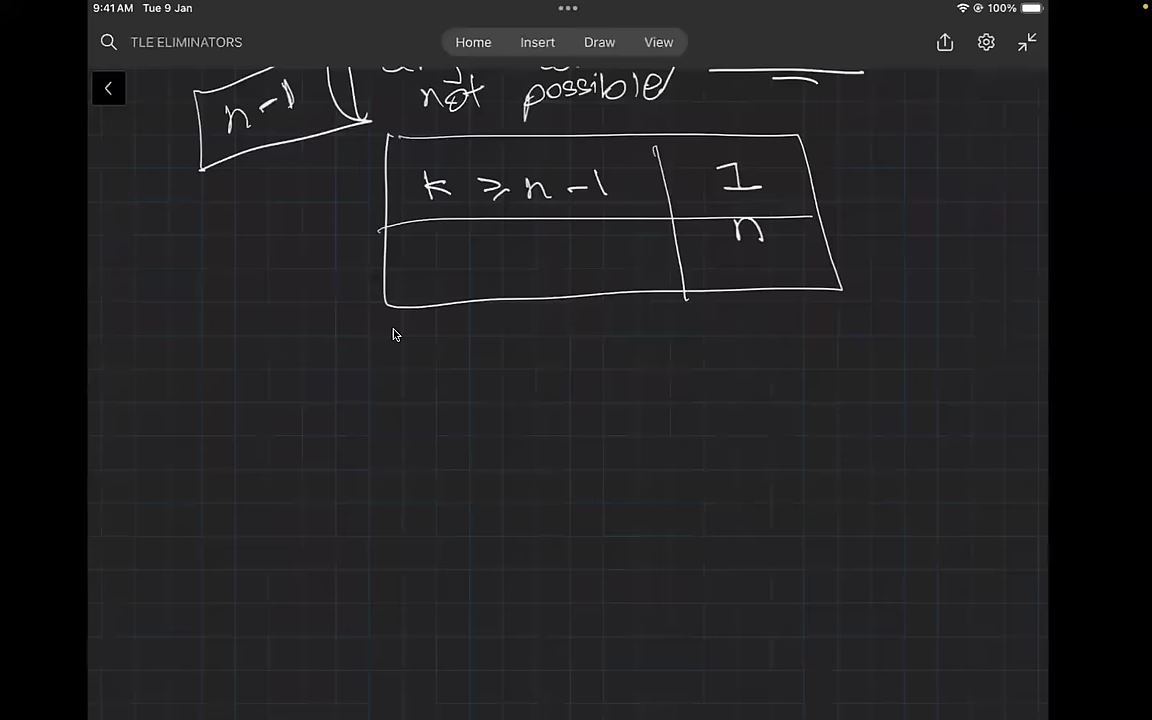 9:41 AM Tue 9 Jan 100%
TLE ELIMINATORS Home Insert Draw View
n-1 not possible
k ≥ n-1 1
n